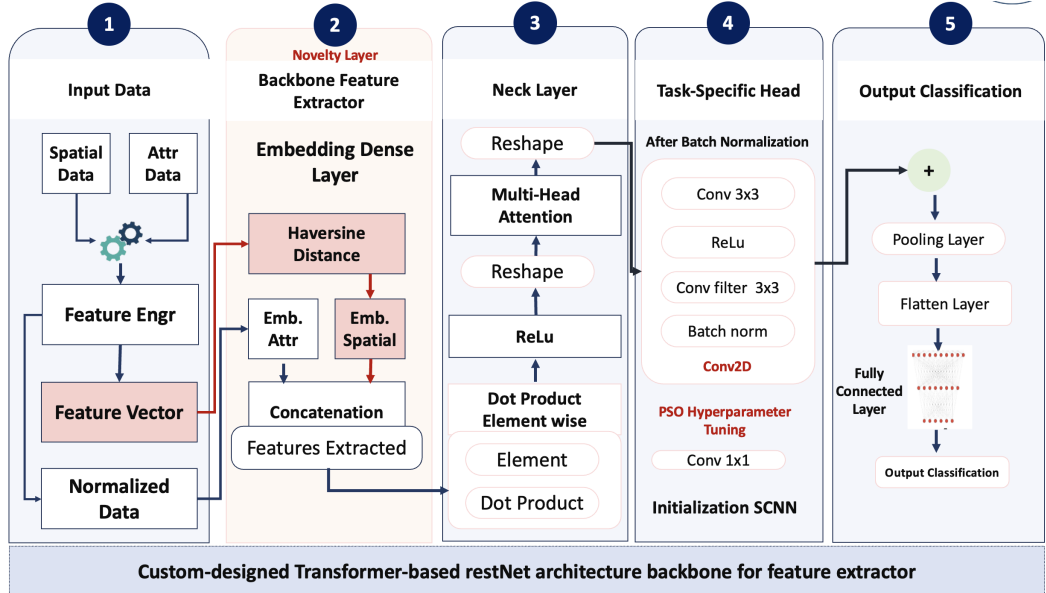 1
Input Data
Spatial
Data
Attr
Data
Feature Engr
Feature Vector
Normalized
Data
2
Novelty Layer
Backbone Feature
Extractor
Embedding Dense
Layer
Haversine
Distance
Emb.
Attr
Emb.
Spatial
Concatenation
Features Extracted
3
Neck Layer
Reshape
Multi-Head
Attention
Reshape
ReLu
Dot Product
Element wise
Element
Dot Product
4
Task-Specific Head
After Batch Normalization
Conv 3x3
ReLu
Conv filter 3x3
Batch norm
Conv2D
PSO Hyperparameter
Tuning
Conv 1x1
Initialization SCNN
5
Output Classification
+
Pooling Layer
Flatten Layer
Fully
Connected
Layer
Output Classification
Custom-designed Transformer-based restNet architecture backbone for feature extractor